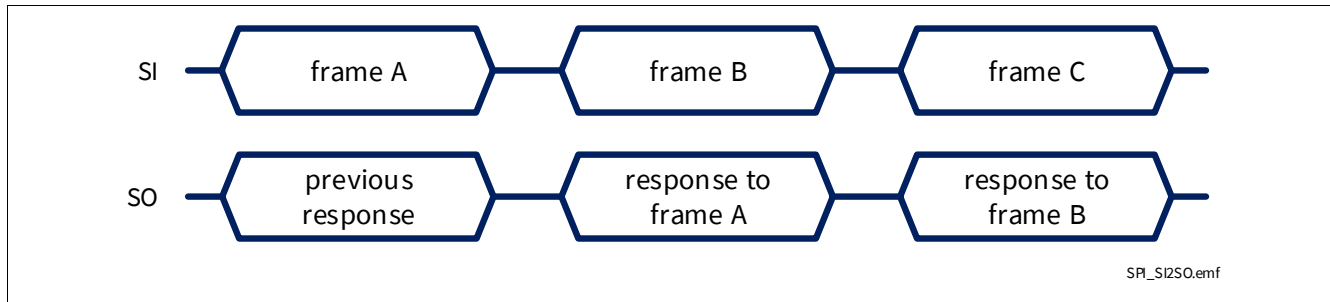 SI
frame A
frame B
frame C
SO
previous
response
response to
frame A
response to
frame B
SPI_SI2SO.emf